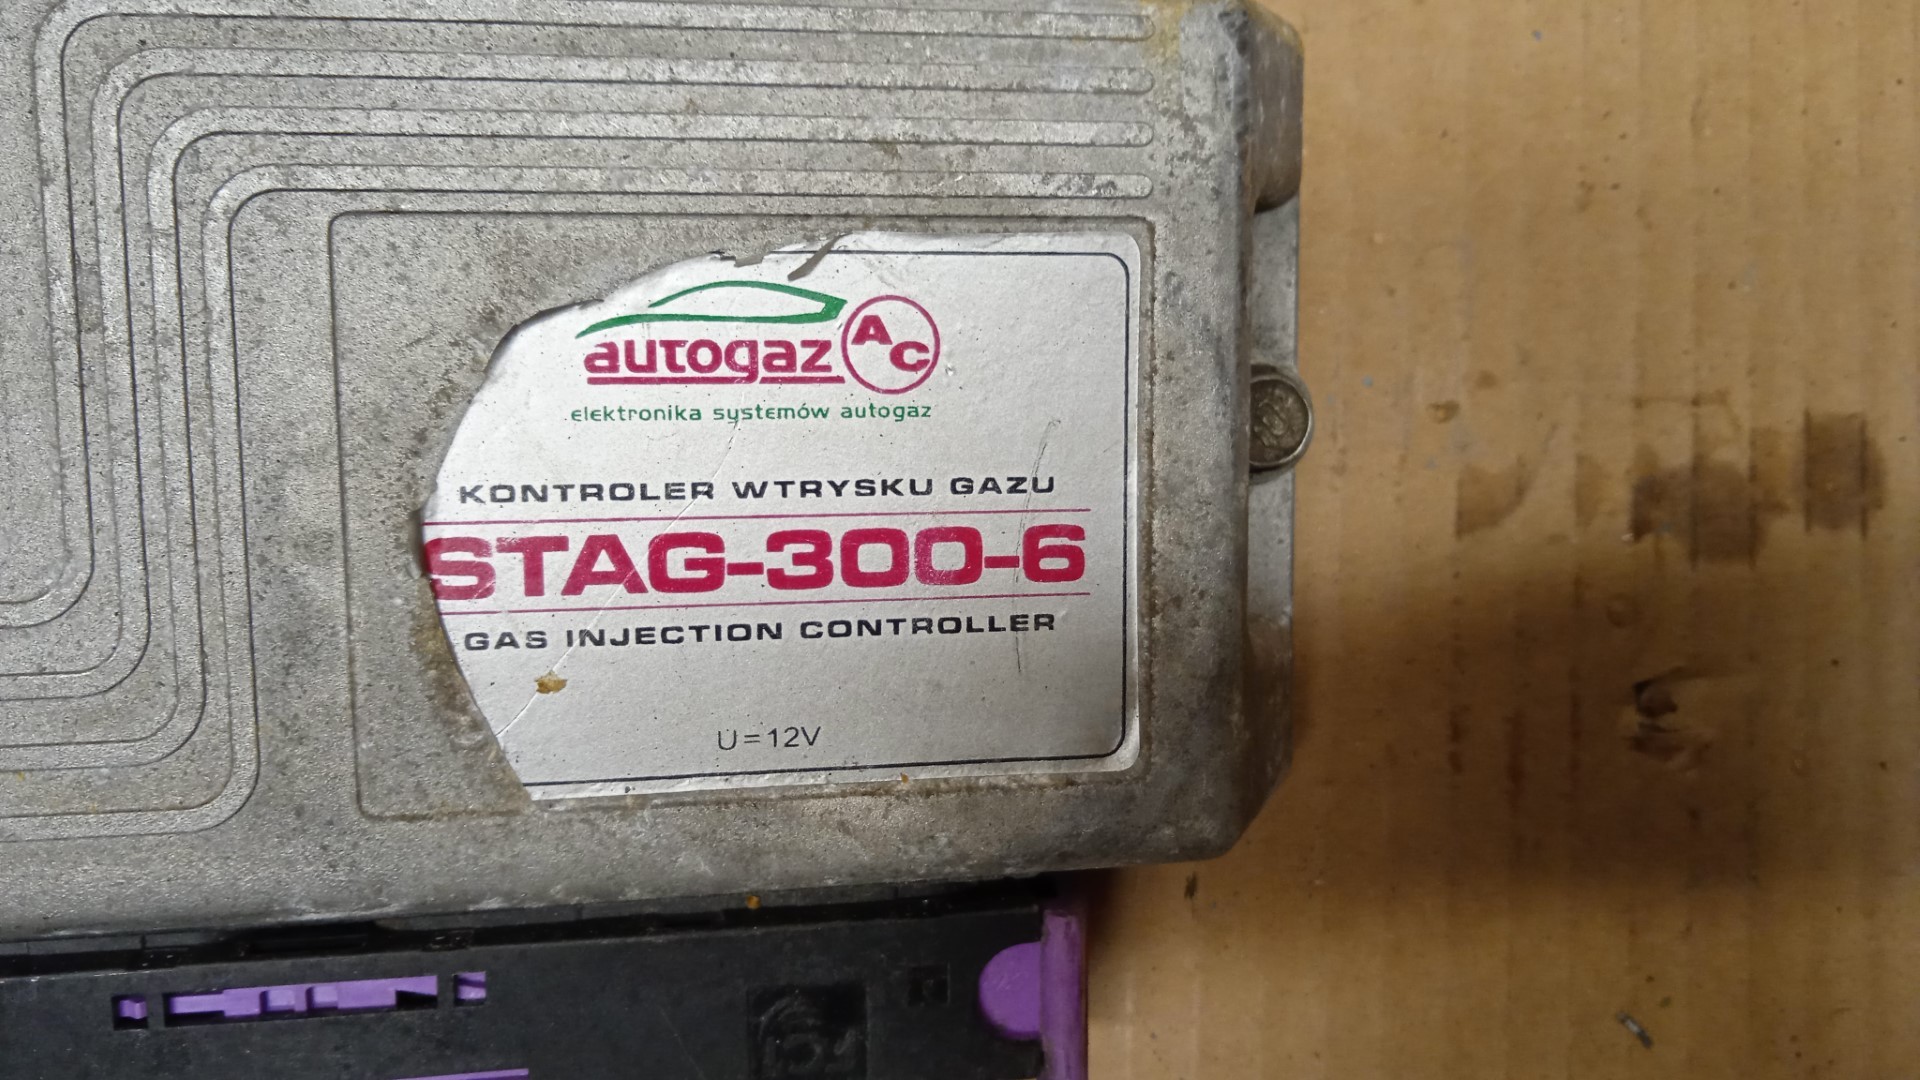 autogaz AC
elektronika systemów autogaz
KONTROLER WTRYSKU GAZU
STAG-300-6
GAS INJECTION CONTROLLER
U=12V